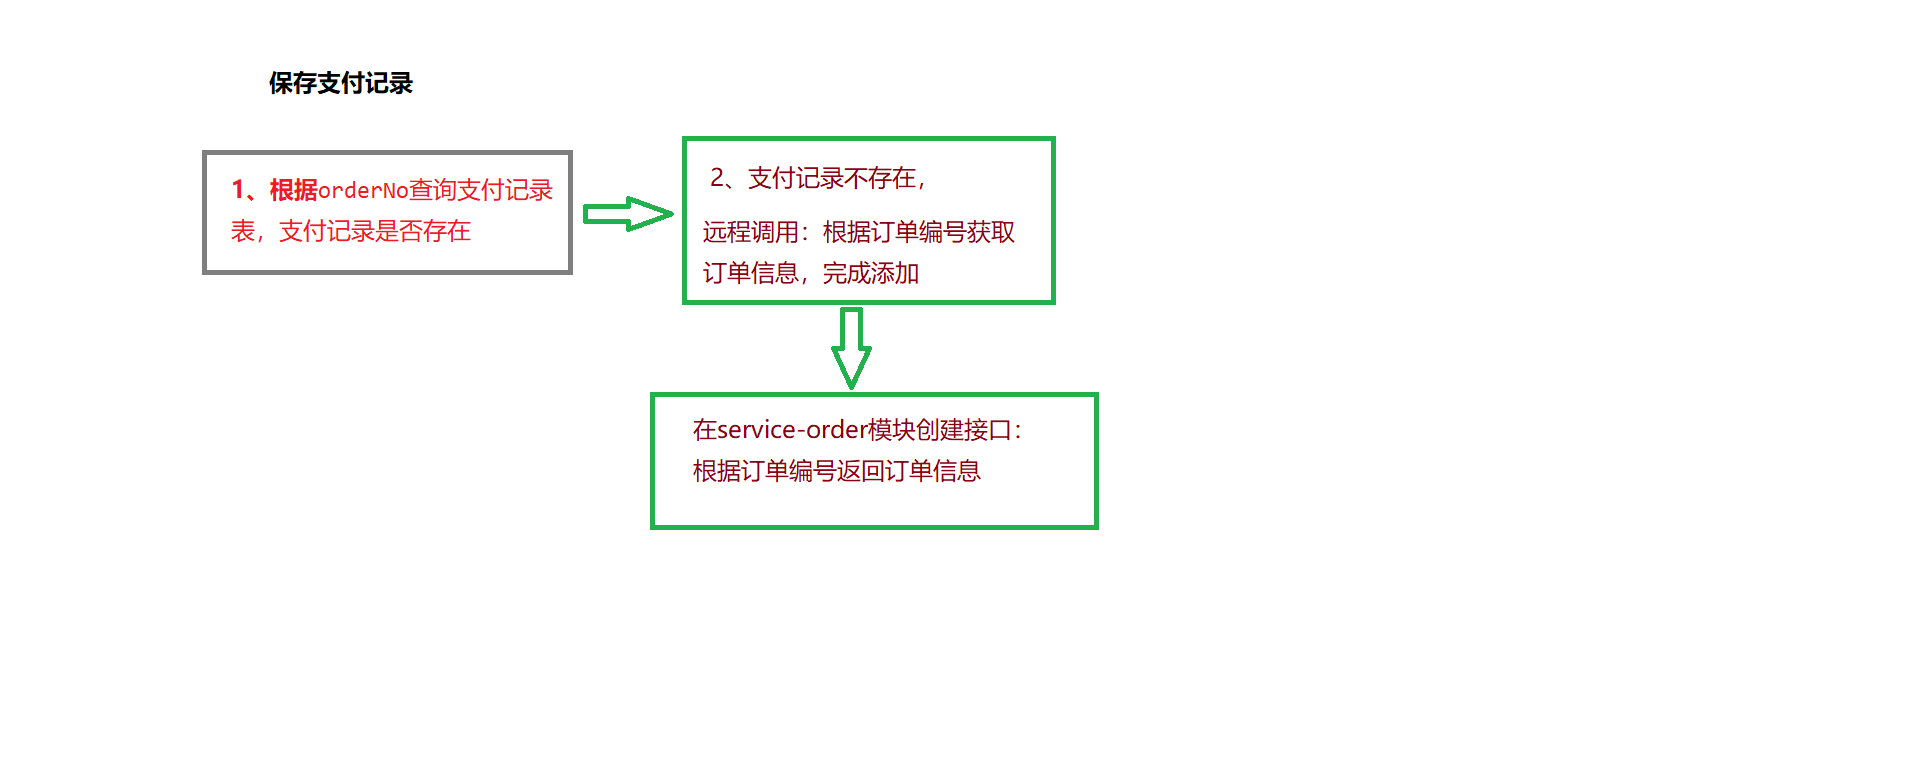 保存支付记录
1、根据orderNo查询支付记录
表，支付记录是否存在
2、支付记录不存在，
远程调用：根据订单编号获取
订单信息，完成添加
在service-order模块创建接口：
根据订单编号返回订单信息